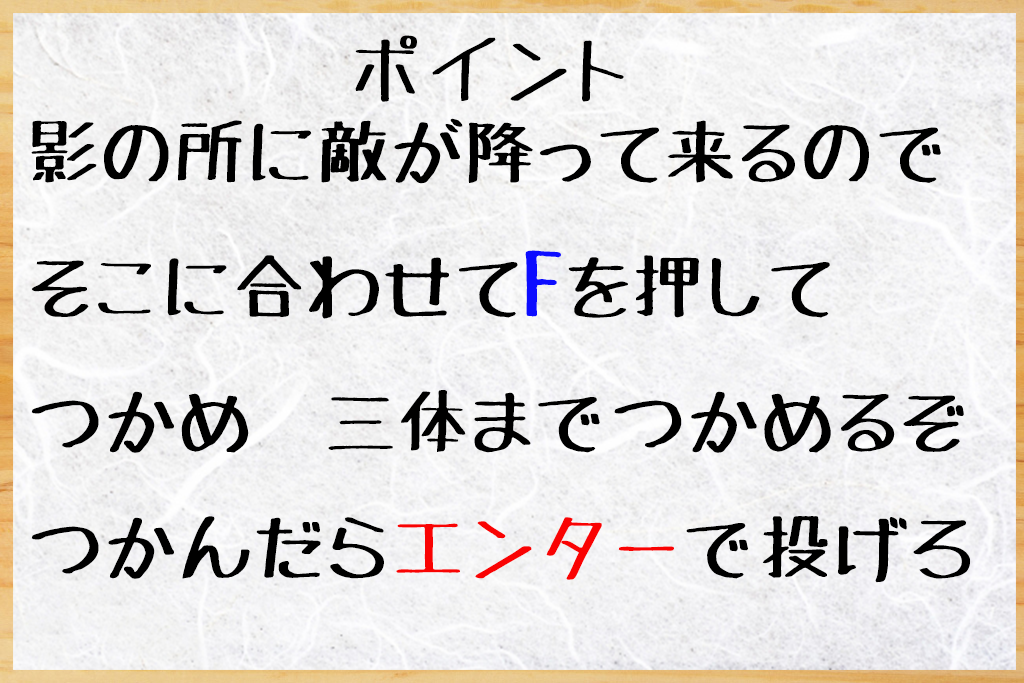 ポイント
影の所に敵が降って来るので
そこに合わせてFを押して
つかめ　三体までつかめるぞ
つかんだらエンターで投げろ